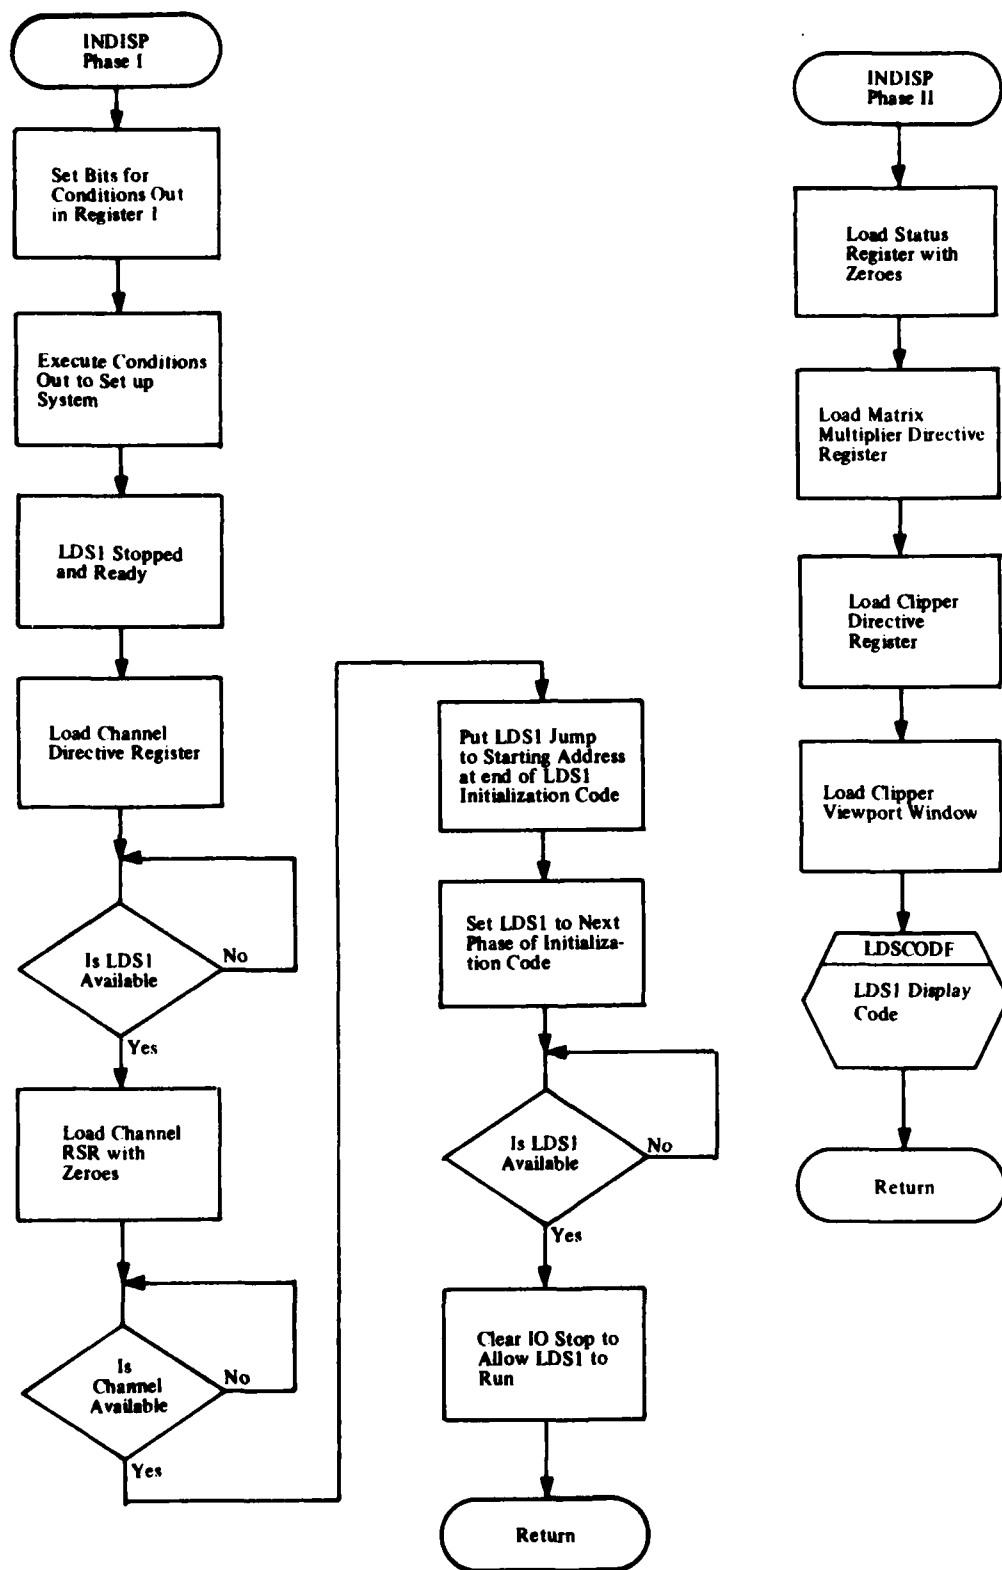 INDISP
Phase I
Set Bits for
Conditions Out
in Register 1
Execute Conditions
Out to Set up
System
LDS1 Stopped
and Ready
Load Channel
Directive Register
Is LDS1
Available
No
Yes
Load Channel
RSR with
Zeroes
Is
Channel
Available
No
Yes
Put LDS1 Jump
to Starting Address
at end of LDS1
Initialization Code
Set LDS1 to Next
Phase of Initializa-
tion Code
Is LDS1
Available
No
Yes
Clear IO Stop to
Allow LDS1 to
Run
Return
INDISP
Phase II
Load Status
Register with
Zeroes
Load Matrix
Multiplier Directive
Register
Load Clipper
Directive
Register
Load Clipper
Viewport Window
LDSCODF
LDS1 Display
Code
Return